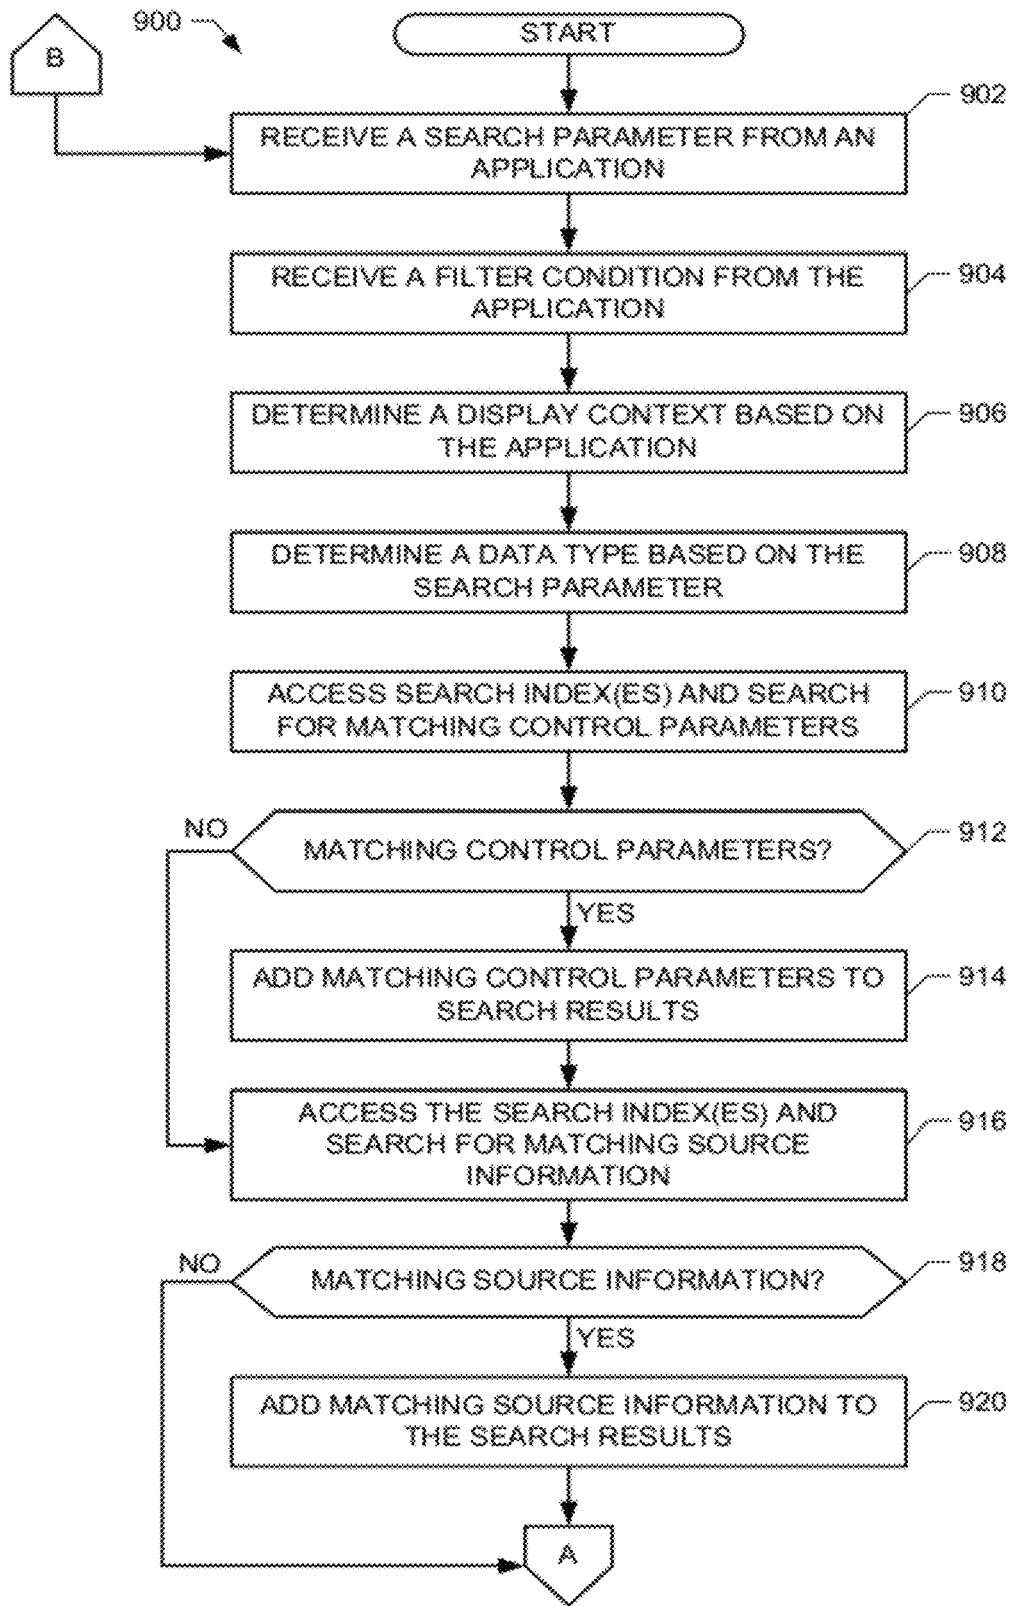 B
900
START
902
RECEIVE A SEARCH PARAMETER FROM AN
APPLICATION
904
RECEIVE A FILTER CONDITION FROM THE
APPLICATION
906
DETERMINE A DISPLAY CONTEXT BASED ON
THE APPLICATION
908
DETERMINE A DATA TYPE BASED ON THE
SEARCH PARAMETER
910
ACCESS SEARCH INDEX(ES) AND SEARCH
FOR MATCHING CONTROL PARAMETERS
912
NO
MATCHING CONTROL PARAMETERS?
YES
914
ADD MATCHING CONTROL PARAMETERS TO
SEARCH RESULTS
916
ACCESS THE SEARCH INDEX(ES) AND
SEARCH FOR MATCHING SOURCE
INFORMATION
918
NO
MATCHING SOURCE INFORMATION?
YES
920
ADD MATCHING SOURCE INFORMATION TO
THE SEARCH RESULTS
A